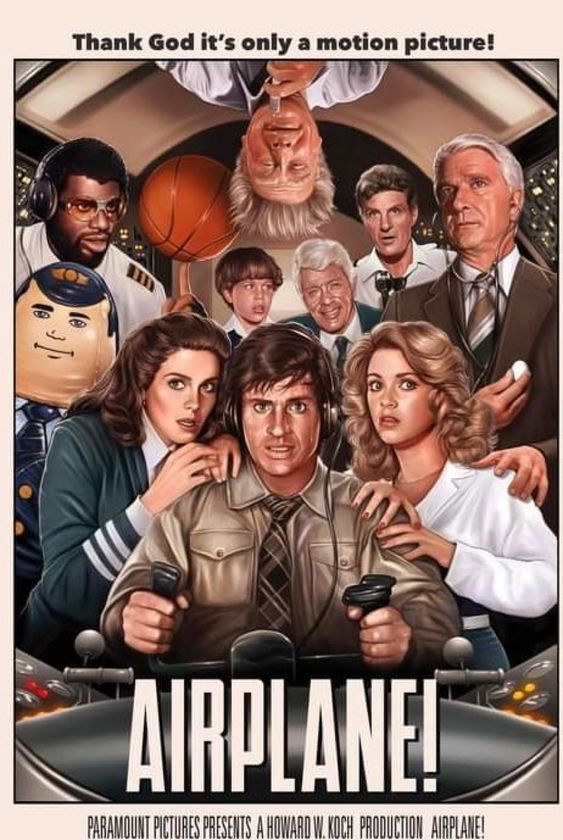 Thank God it's only a motion picture!
AIRPLANE!
PARAMOUNT PICTURES PRESENTS A HOWARD W. KOCH PRODUCTION AIRPLANE!